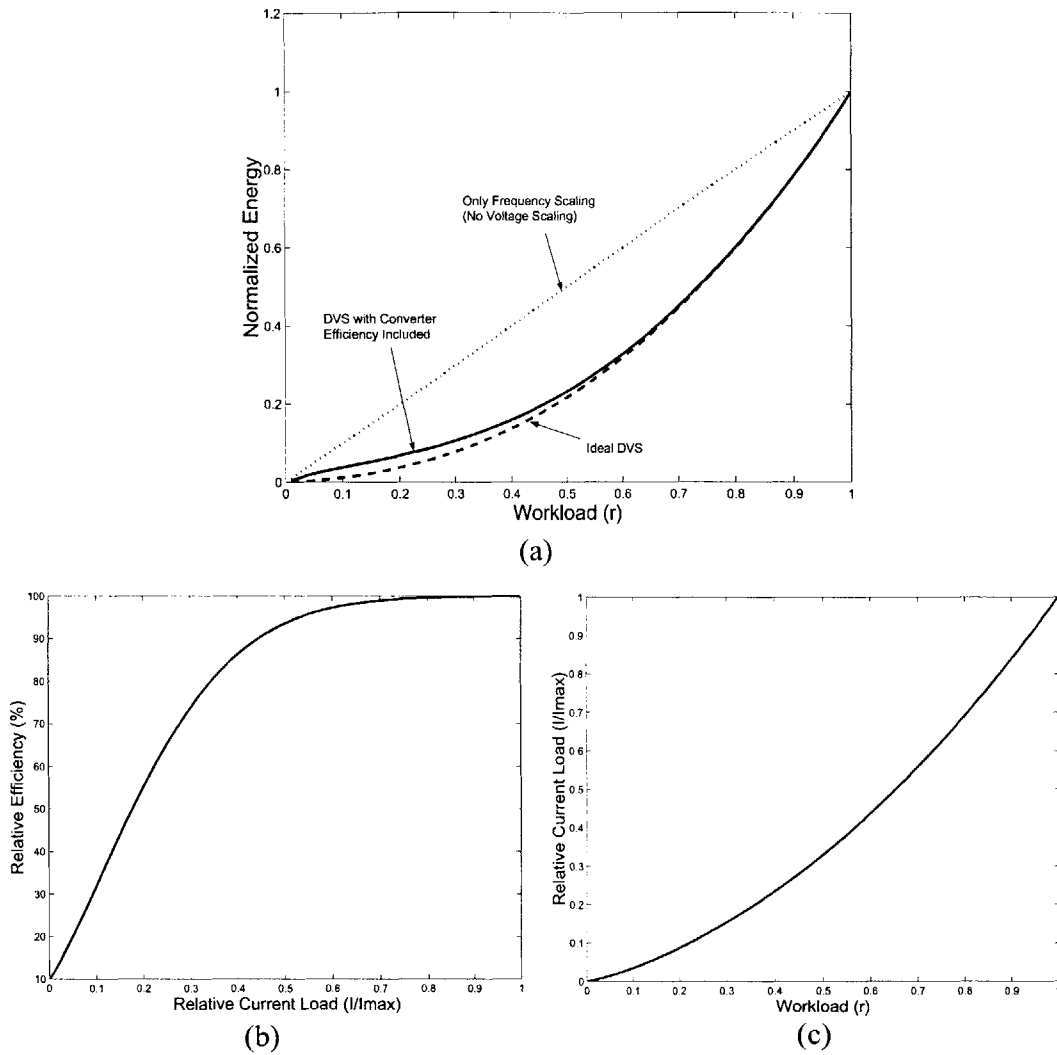 1.2
1
0.8
0.6
0.4
0.2
0
Normalized Energy
Only Frequency Scaling
(No Voltage Scaling)
DVS with Converter
Efficiency Included
Ideal DVS
0 0.1 0.2 0.3 0.4 0.5 0.6 0.7 0.8 0.9 1
Workload (r)
(a)
100
90
80
70
60
50
40
30
20
10
Relative Efficiency (%)
0 0.1 0.2 0.3 0.4 0.5 0.6 0.7 0.8 0.9 1
Relative Current Load (I/Imax)
(b)
1
0.9
0.8
0.7
0.6
0.5
0.4
0.3
0.2
0.1
0
Relative Current Load (I/Imax)
0 0.1 0.2 0.3 0.4 0.5 0.6 0.7 0.8 0.9 1
Workload (r)
(c)